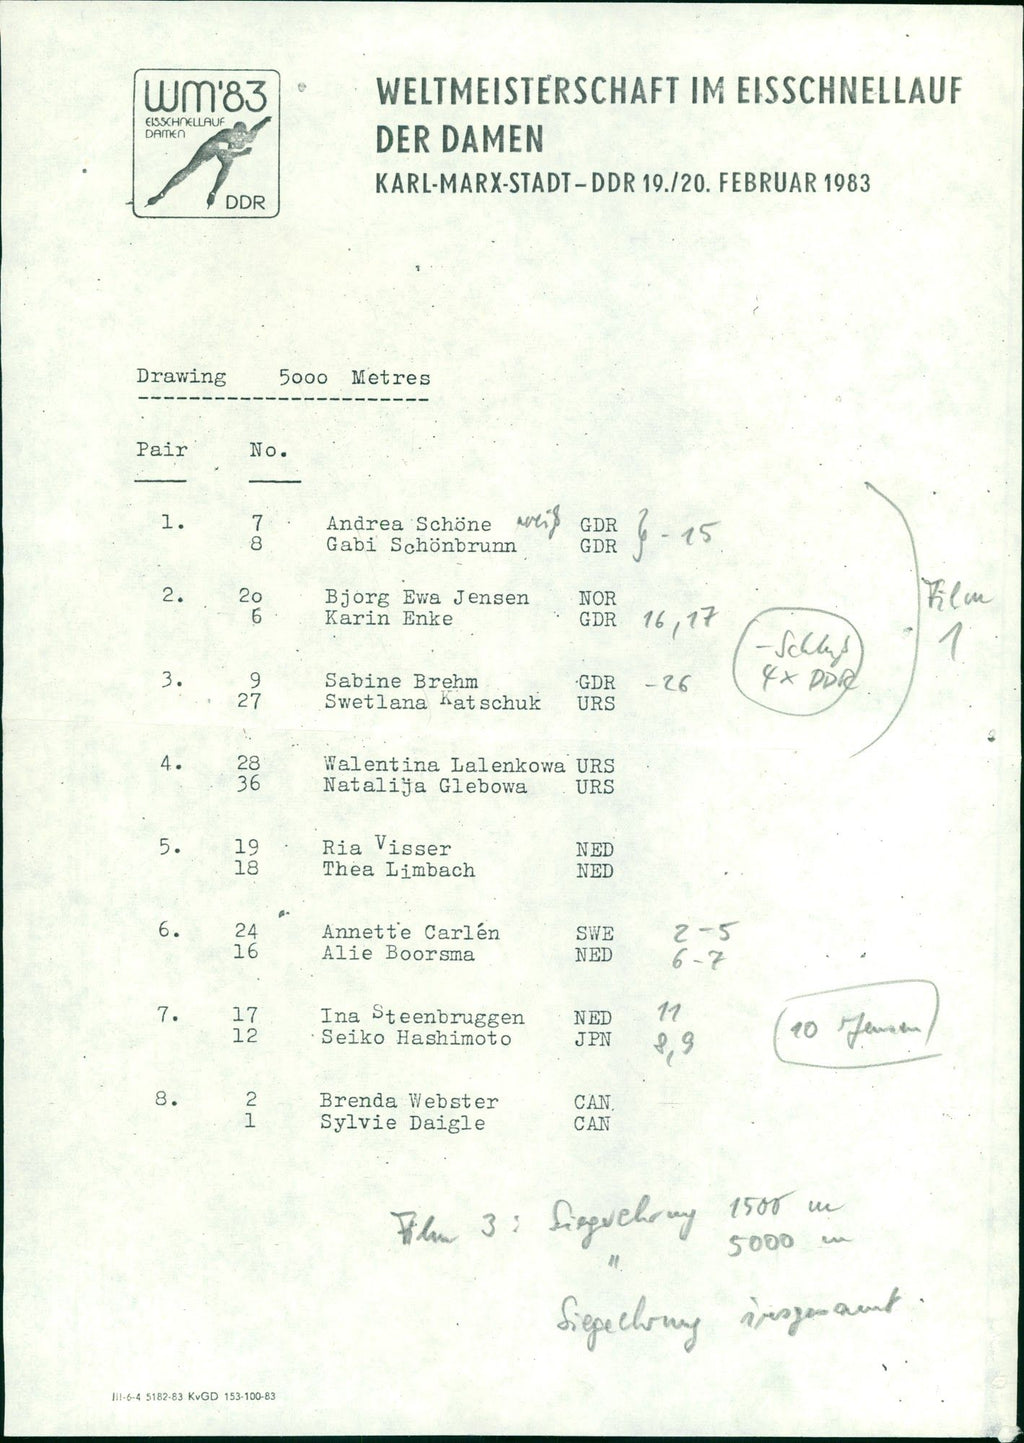 WM'83
EISSCHNELLAUF
DAMEN
DDR
WELTMEISTERSCHAFT IM EISSCHNELLAUF
DER DAMEN
KARL-MARX-STADT-DDR 19./20. FEBRUAR 1983
Drawing 5ooo Metres
Pair No.
1. 7 Andrea Schöne weiß GDR - 15
8 Gabi Schönbrunn GDR
2. 2o Bjorg Ewa Jensen NOR
6 Karin Enke GDR 16, 17
3. 9 Sabine Brehm GDR - 26
27 Swetlana Katschuk URS
Film
1
4x DDR
4. 28 Walentina Lalenkowa URS
36 Natalija Glebowa URS
5. 19 Ria Visser NED
18 Thea Limbach NED
6. 24 Annette Carlén SWE 2-5
16 Alie Boorsma NED 6-7
7. 17 Ina Steenbruggen NED 11
12 Seiko Hashimoto JPN 8,9
10 Jensen
8. 2 Brenda Webster CAN
1 Sylvie Daigle CAN
Film 3: Siegerehrung 1500 m
" 5000 m
Siegerehrung insgesamt
III-6-4 5182-83 KvGD 153-100-83